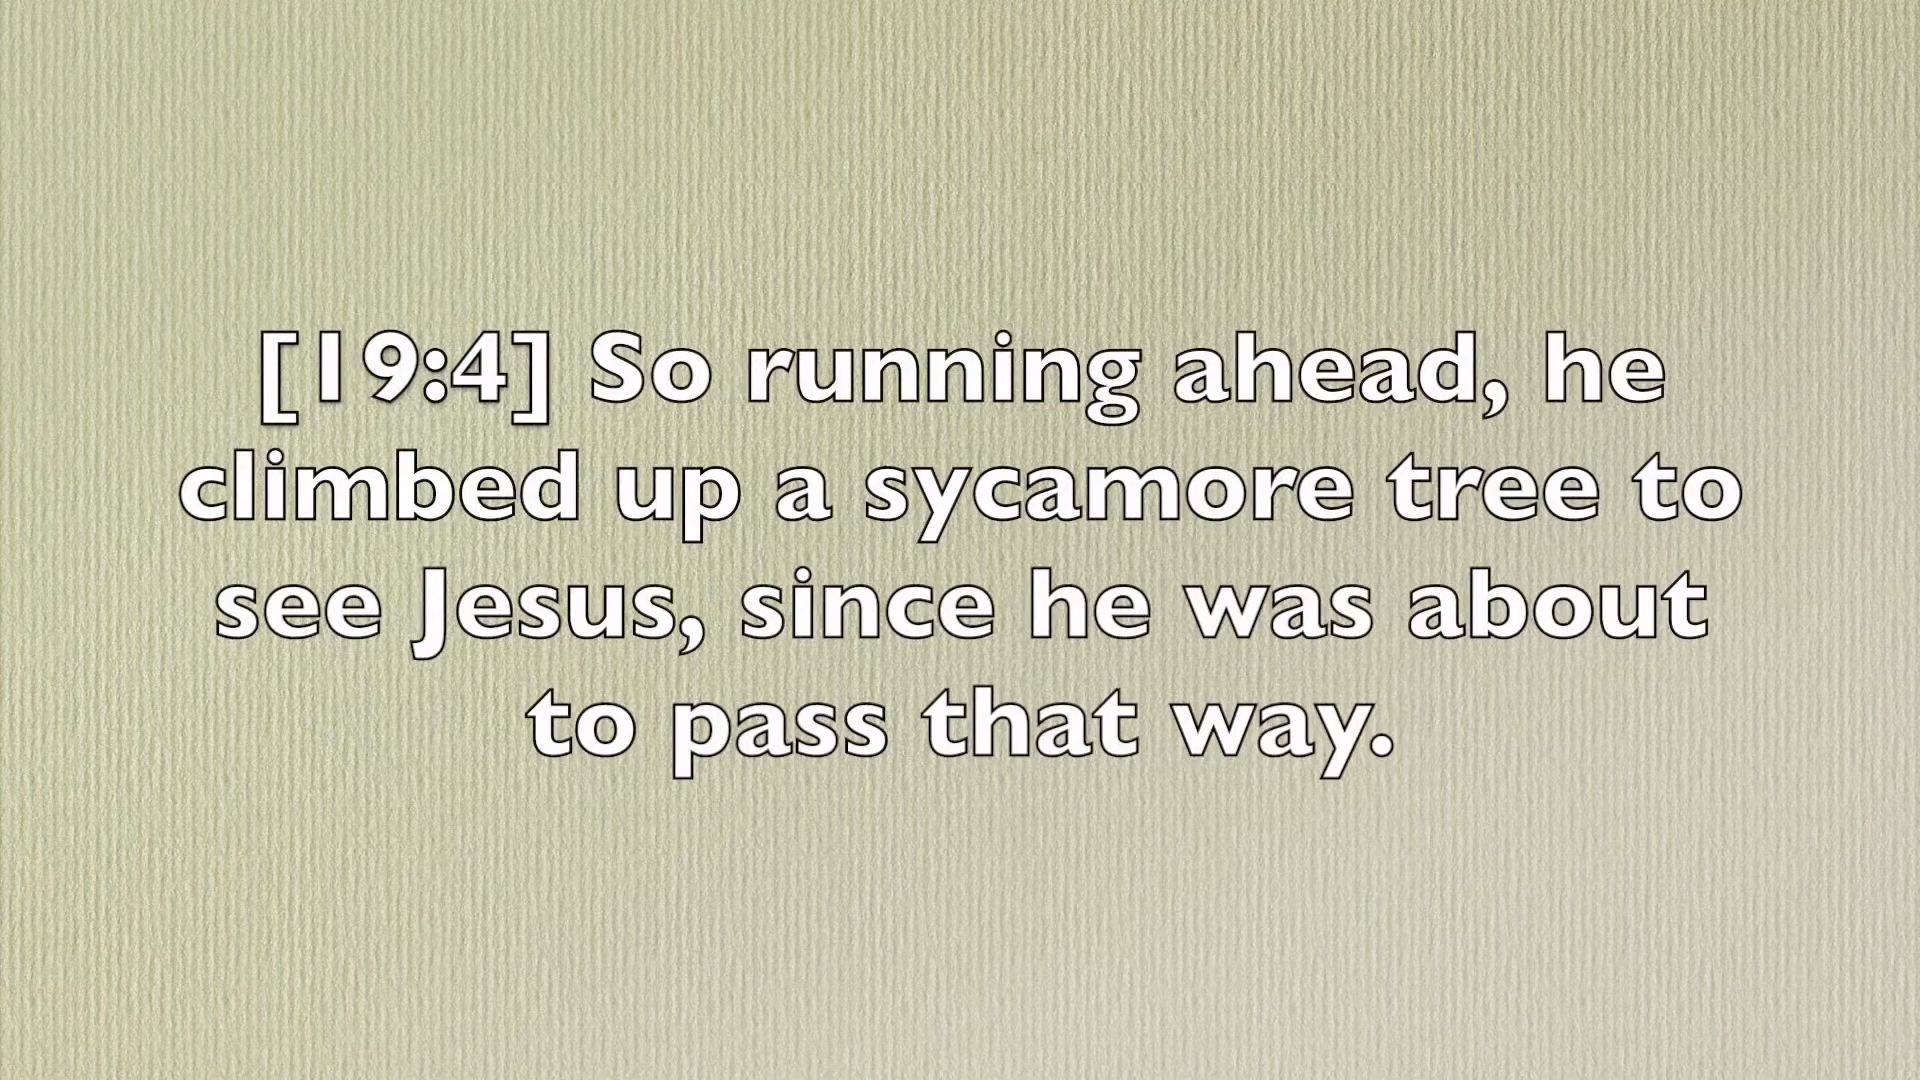 [19:4] So running ahead, he
climbed up a sycamore tree to
see Jesus, since he was about
to pass that way.